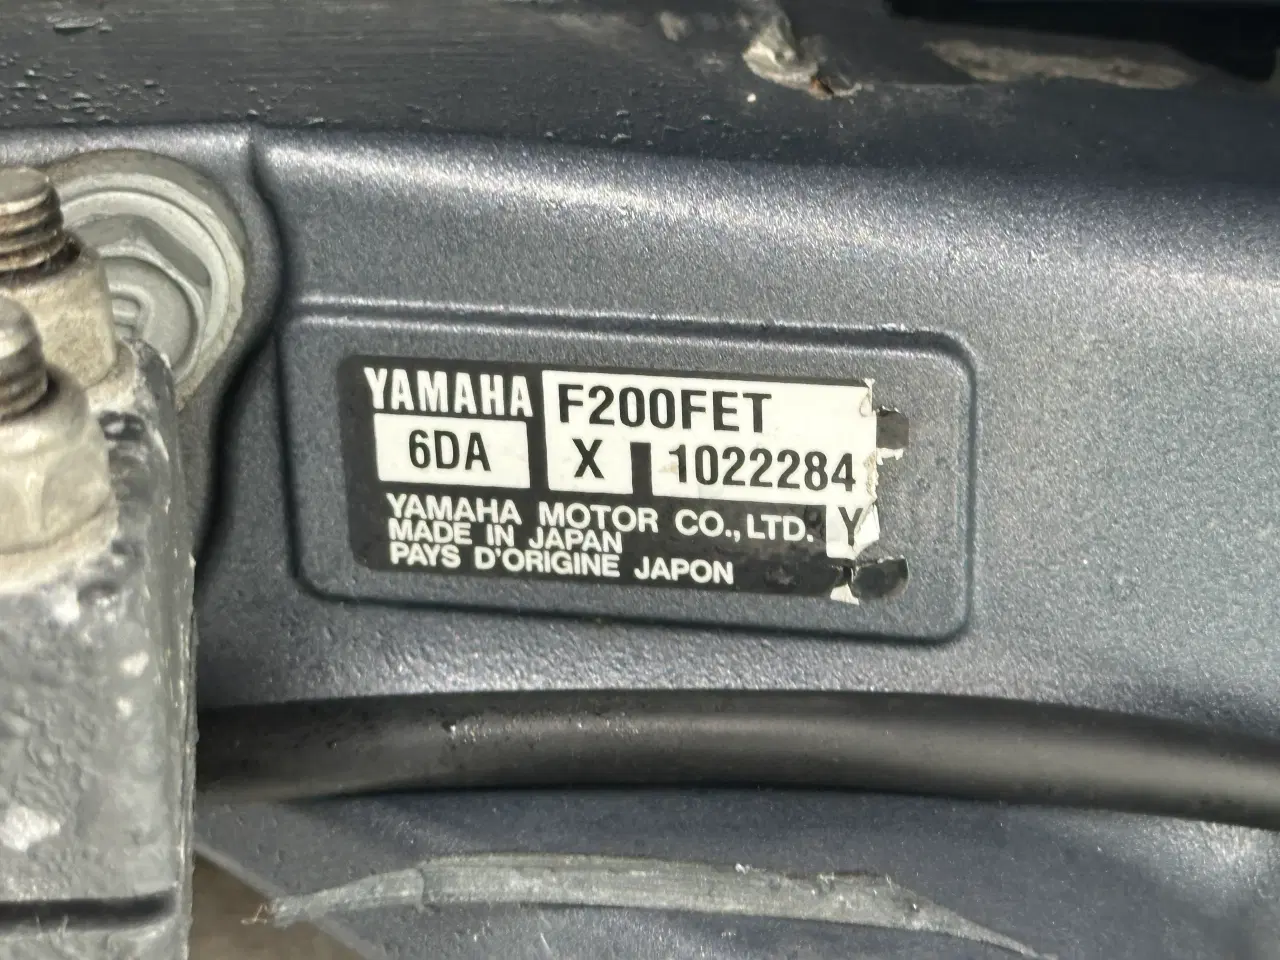 YAMAHA F200FET
6DA X 1022284
YAMAHA MOTOR CO., LTD. Y
MADE IN JAPAN
PAYS D'ORIGINE JAPON